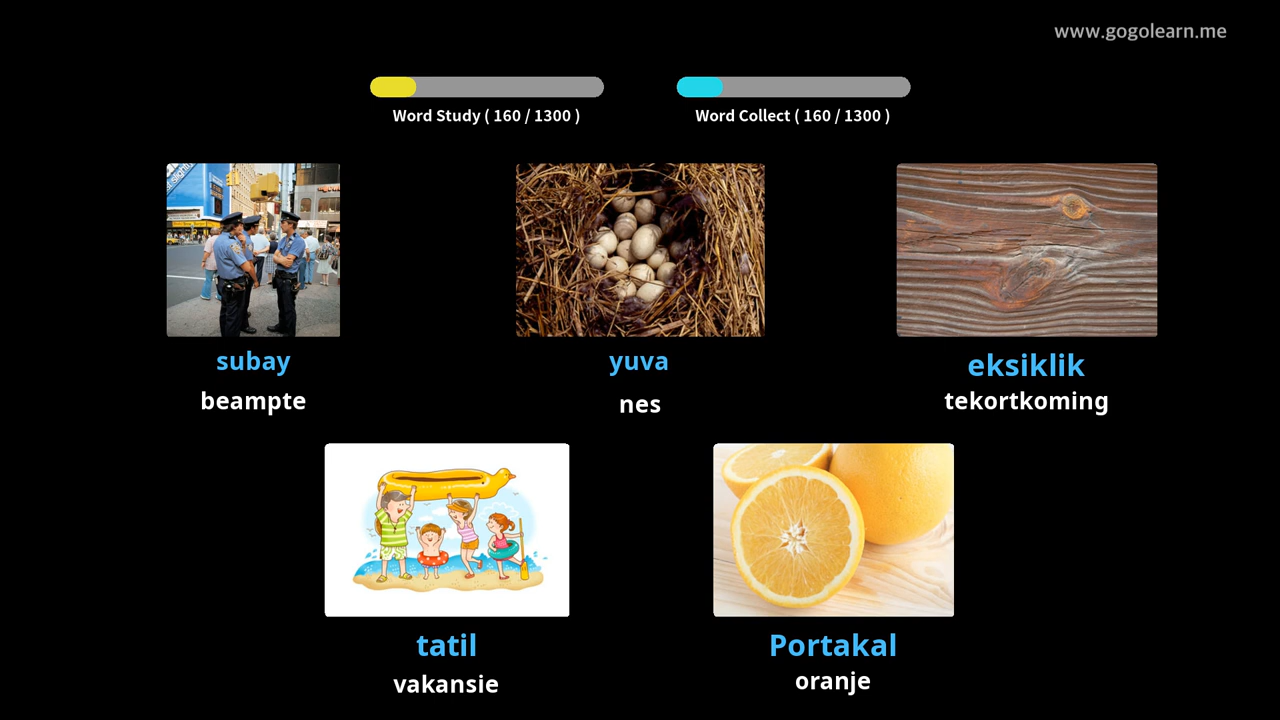 www.gogolearn.me
Word Study ( 160 / 1300 )
Word Collect ( 160 / 1300 )
subay
beampte
yuva
nes
eksiklik
tekortkoming
tatil
vakansie
Portakal
oranje